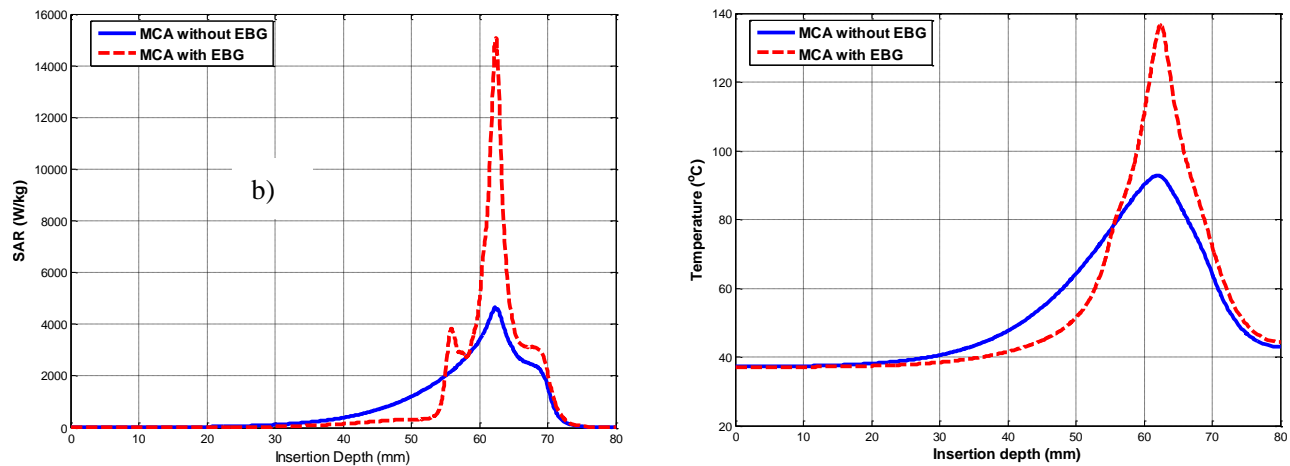 MCA without EBG
MCA with EBG
16000
14000
12000
10000
8000
6000
4000
2000
0
SAR (W/kg)
b)
0 10 20 30 40 50 60 70 80
Insertion Depth (mm)
MCA without EBG
MCA with EBG
140
120
100
80
60
40
20
Temperature (°C)
0 10 20 30 40 50 60 70 80
Insertion depth (mm)